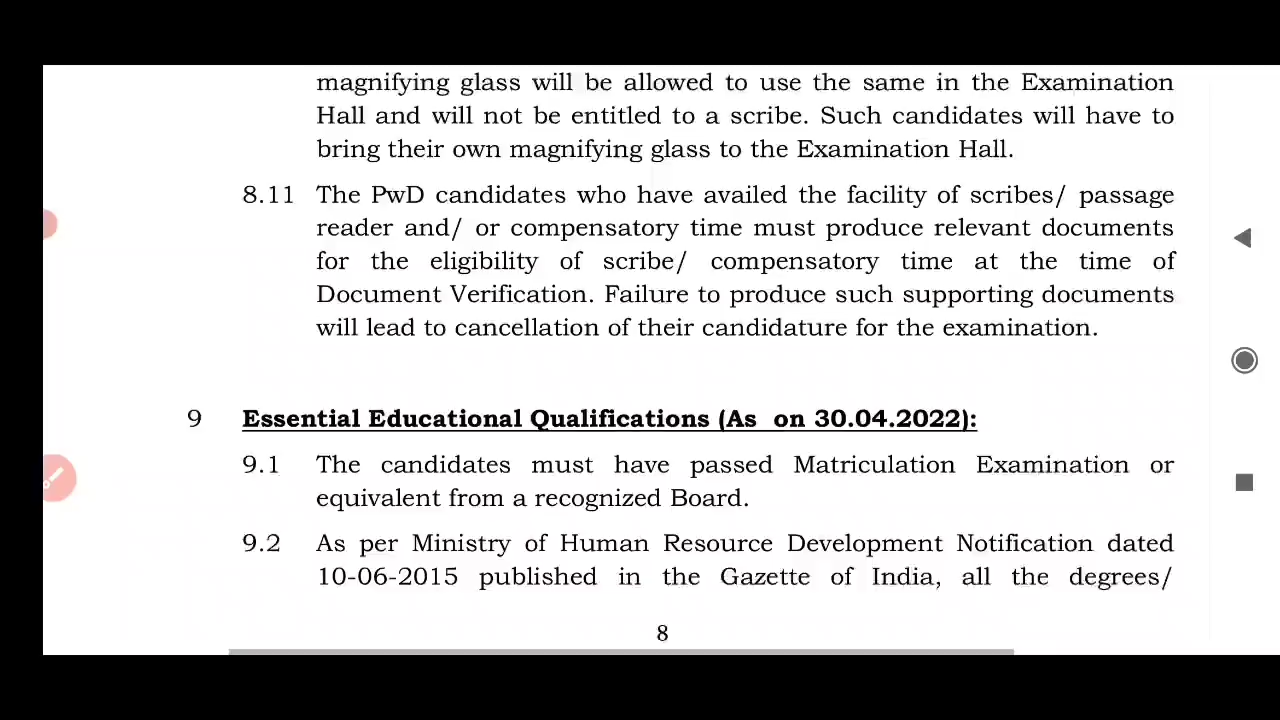 magnifying glass will be allowed to use the same in the Examination
Hall and will not be entitled to a scribe. Such candidates will have to
bring their own magnifying glass to the Examination Hall.
8.11 The PwD candidates who have availed the facility of scribes/ passage
reader and/ or compensatory time must produce relevant documents
for the eligibility of scribe/ compensatory time at the time of
Document Verification. Failure to produce such supporting documents
will lead to cancellation of their candidature for the examination.
9 Essential Educational Qualifications (As on 30.04.2022):
9.1 The candidates must have passed Matriculation Examination or
equivalent from a recognized Board.
9.2 As per Ministry of Human Resource Development Notification dated
10-06-2015 published in the Gazette of India, all the degrees/
8